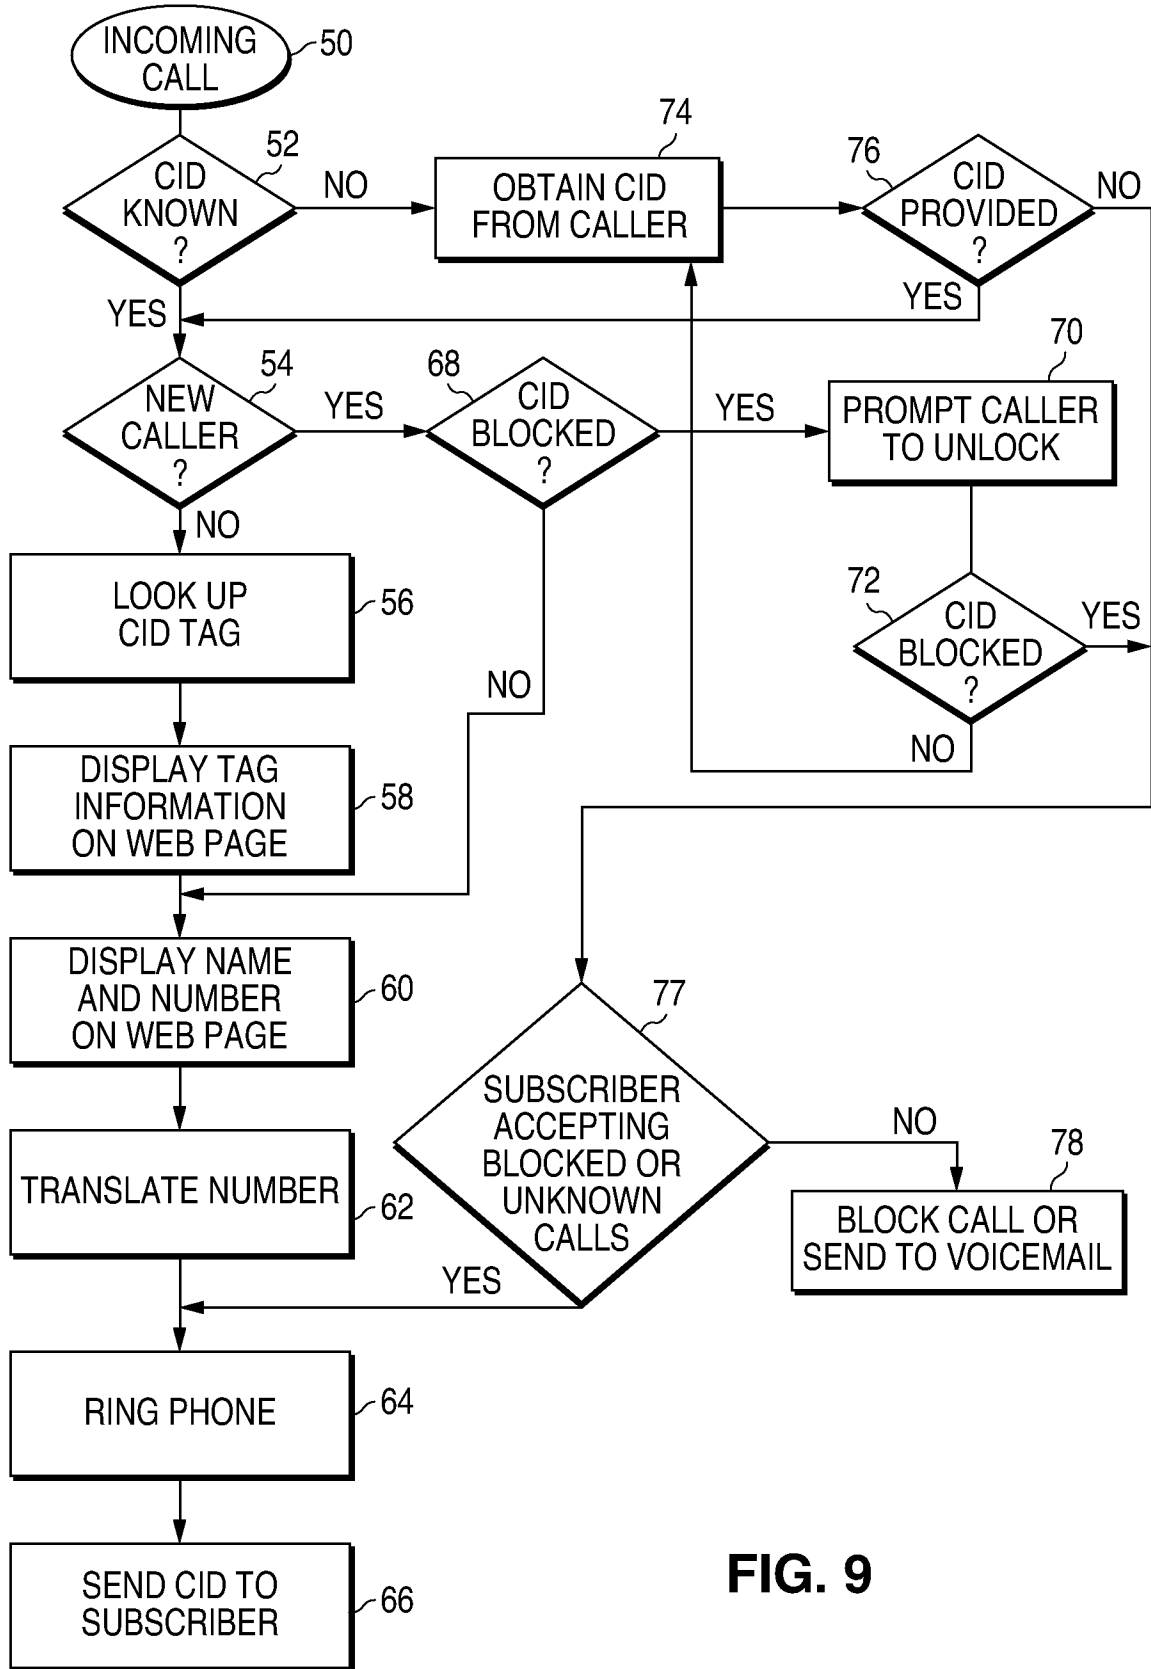 INCOMING
CALL
50
CID
KNOWN
?
52
NO
74
OBTAIN CID
FROM CALLER
76
CID
PROVIDED
?
NO
YES
YES
NEW
CALLER
?
54
YES
68
CID
BLOCKED
?
YES
70
PROMPT CALLER
TO UNLOCK
NO
LOOK UP
CID TAG
56
72
CID
BLOCKED
?
YES
NO
NO
DISPLAY TAG
INFORMATION
ON WEB PAGE
58
DISPLAY NAME
AND NUMBER
ON WEB PAGE
60
77
SUBSCRIBER
ACCEPTING
BLOCKED OR
UNKNOWN
CALLS
NO
78
BLOCK CALL OR
SEND TO VOICEMAIL
TRANSLATE NUMBER
62
YES
RING PHONE
64
SEND CID TO
SUBSCRIBER
66
FIG. 9